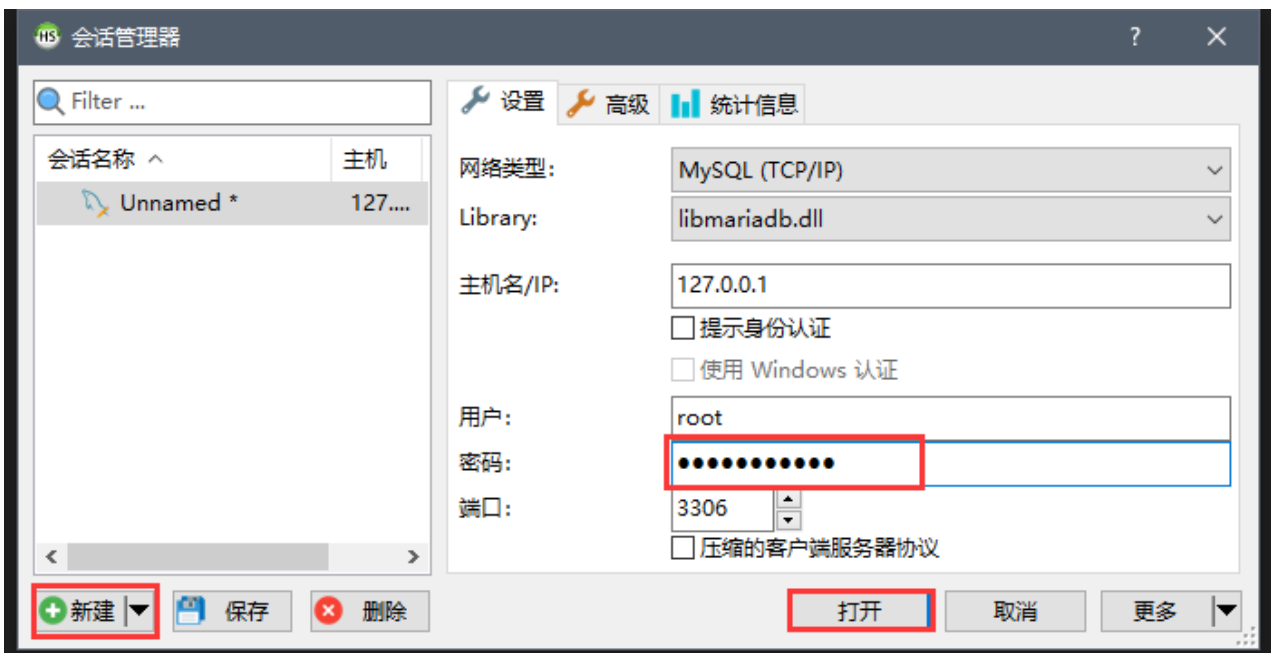 HS 会话管理器 ?
Filter ...
会话名称 主机
Unnamed * 127....
设置 高级 统计信息
网络类型: MySQL (TCP/IP)
Library: libmariadb.dll
主机名/IP: 127.0.0.1
提示身份认证
使用 Windows 认证
用户: root
密码: ●●●●●●●●●●●
端口: 3306
压缩的客户端服务器协议
新建 保存 删除 打开 取消 更多